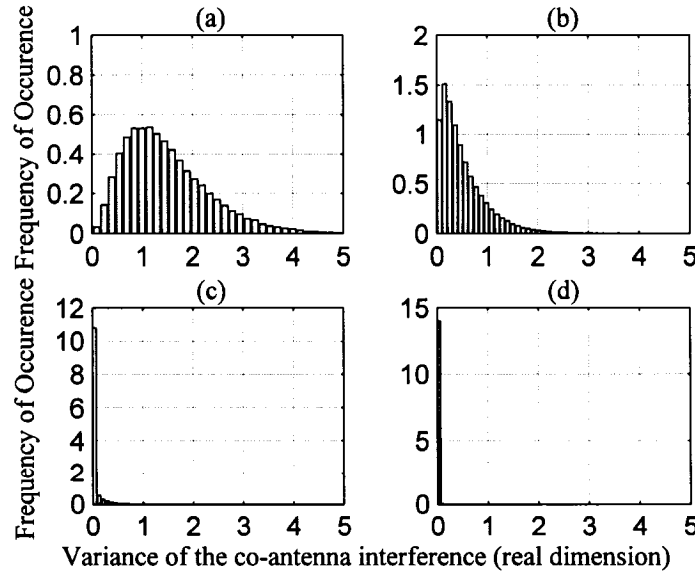 (a)
(b)
Frequency of Occurence Frequency of Occurence
1
0.8
0.6
0.4
0.2
0
0 1 2 3 4 5
2
1.5
1
0.5
0
0 1 2 3 4 5
(c)
(d)
12
10
8
6
4
2
0
0 1 2 3 4 5
15
10
5
0
0 1 2 3 4 5
Variance of the co-antenna interference (real dimension)